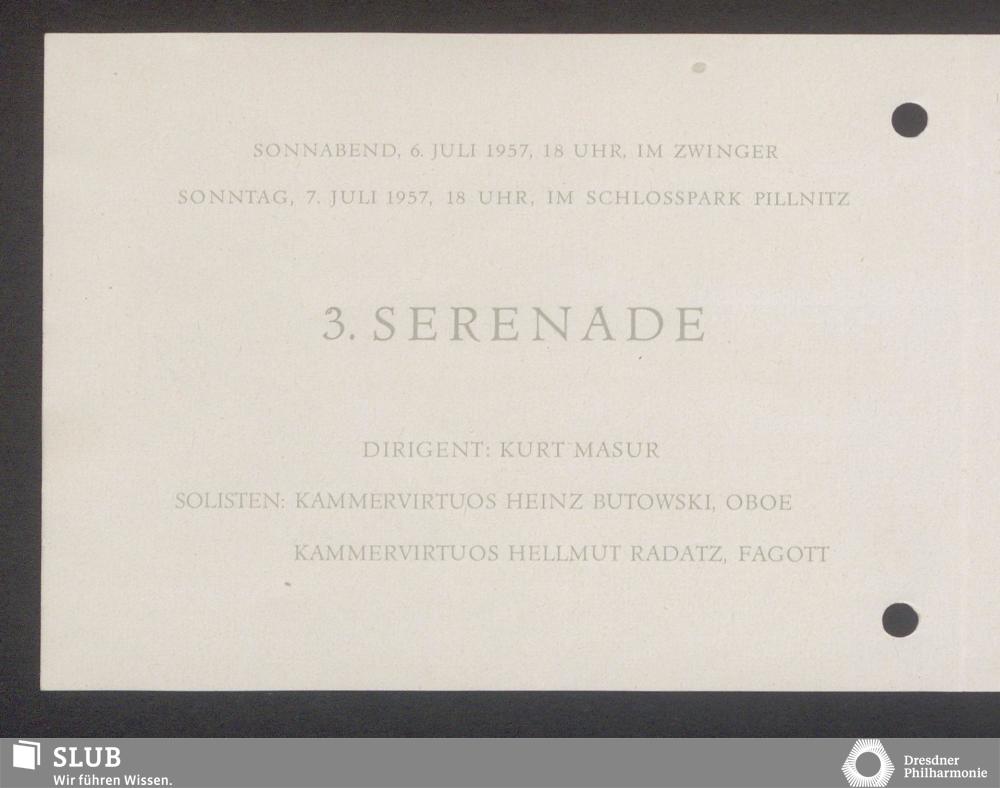 SONNABEND, 6. JULI 1957, 18 UHR, IM ZWINGER
SONNTAG, 7. JULI 1957, 18 UHR, IM SCHLOSSPARK PILLNITZ
3. SERENADE
DIRIGENT: KURT MASUR
SOLISTEN: KAMMERVIRTUOS HEINZ BUTOWSKI, OBOE
KAMMERVIRTUOS HELLMUT RADATZ, FAGOTT
SLUB
Wir führen Wissen.
Dresdner
Philharmonie